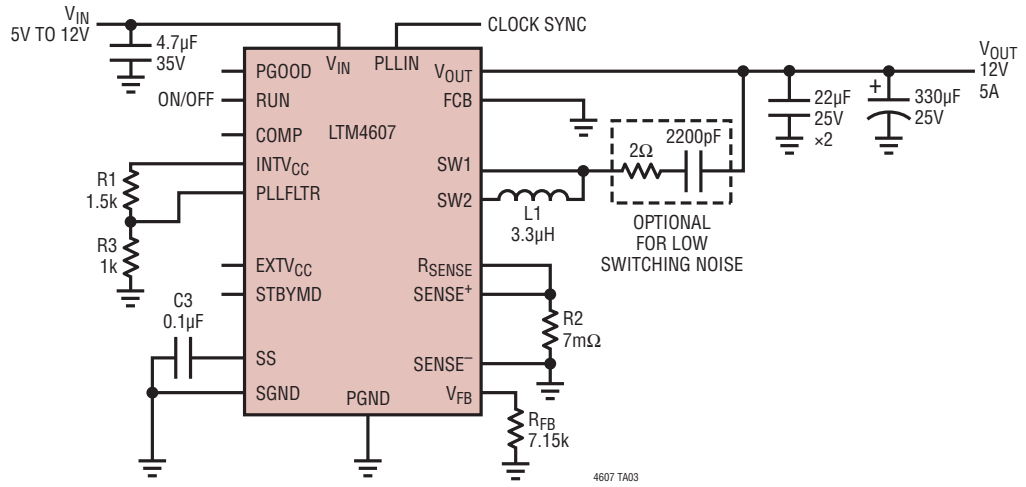 VIN
5V TO 12V
4.7µF
35V
CLOCK SYNC
VIN
PLLIN
PGOOD
ON/OFF
RUN
COMP
LTM4607
INTVCC
PLLFLTR
EXTVCC
STBYMD
SS
SGND
PGND
VOUT
FCB
SW1
SW2
RSENSE
SENSE+
SENSE–
VFB
R1
1.5k
R3
1k
C3
0.1µF
2Ω
2200pF
L1
3.3µH
OPTIONAL
FOR LOW
SWITCHING NOISE
22µF
25V
×2
+
330µF
25V
VOUT
12V
5A
R2
7mΩ
RFB
7.15k
4607 TA03